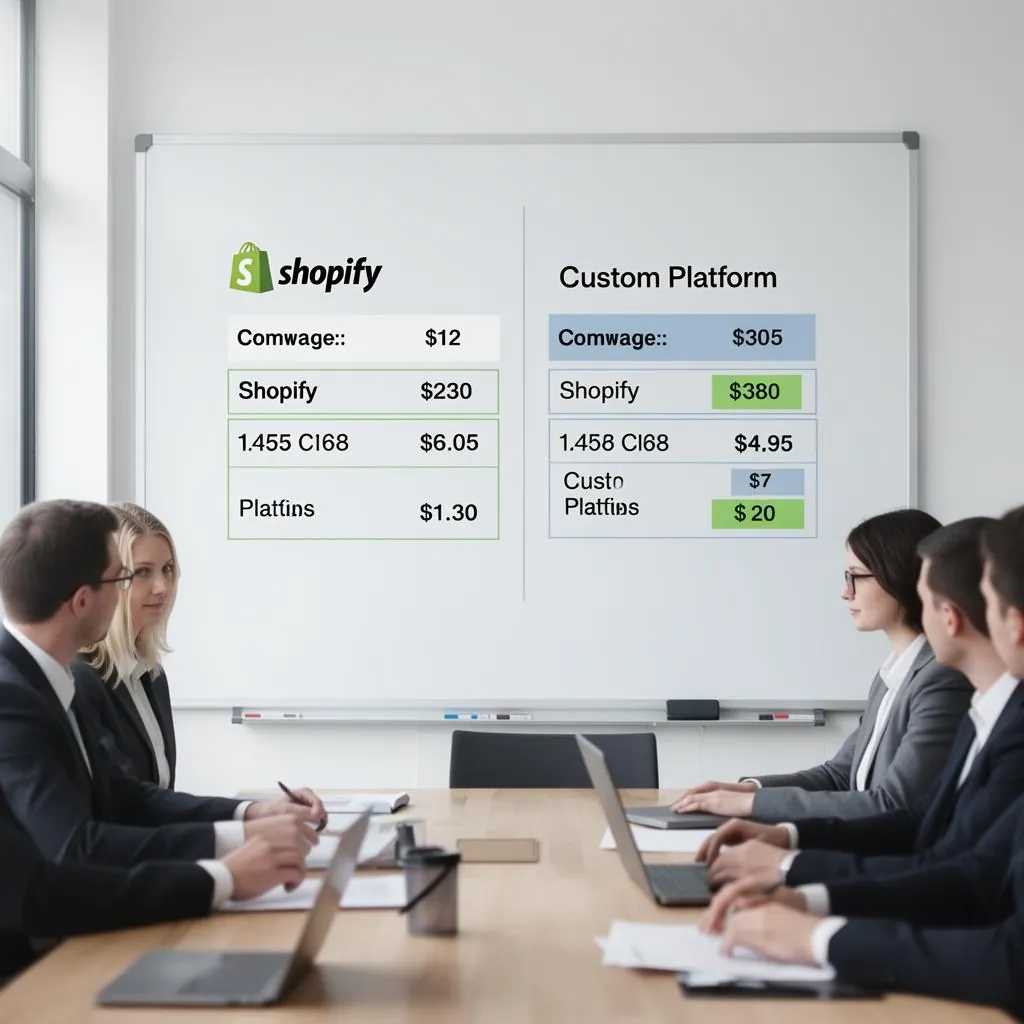 shopify
Comwage:: $12
Shopify $230
1.455 CI68 $6.05
Platfins $1.30
Custom Platform
Comwage:: $305
Shopify $380
1.458 CI68 $4.95
Custo $7
Platfips $20